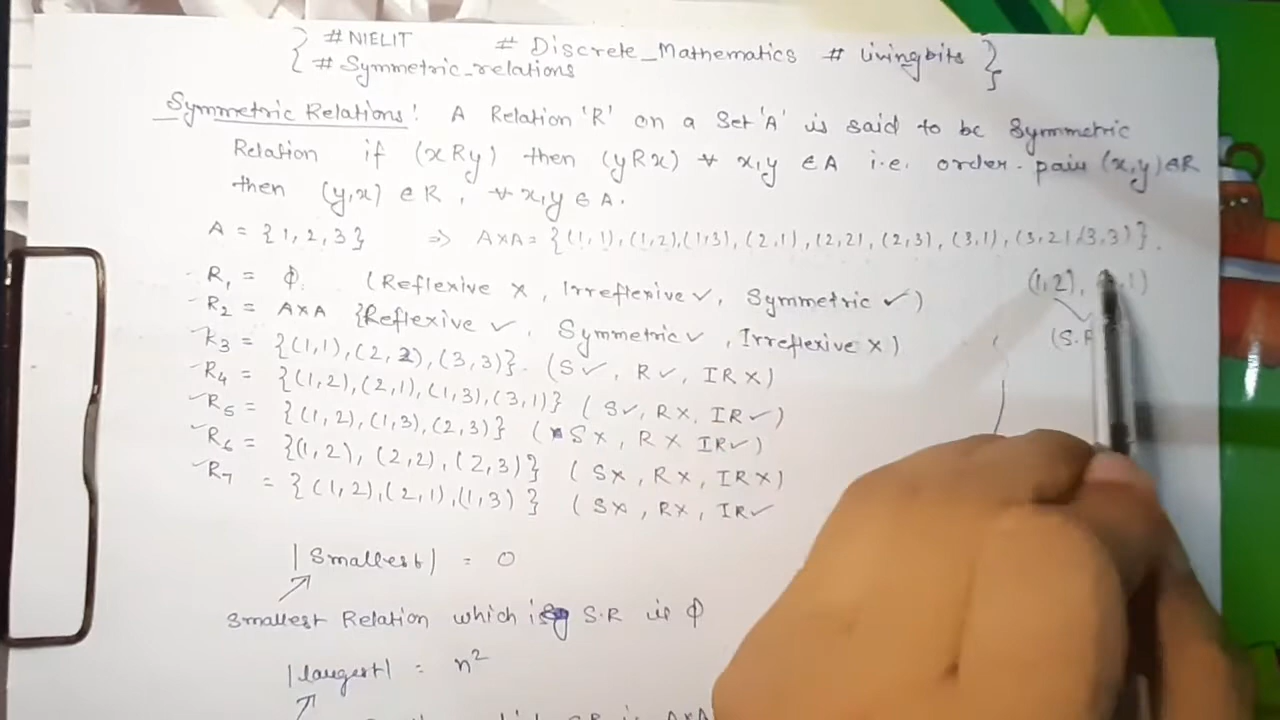 # NIELIT # Discrete_Mathematics # Livingbits
# Symmetric_relations
Symmetric Relations: A Relation 'R' on a Set 'A' is said to be Symmetric
Relation if (xRy) then (yRx) ∀ x,y ∈A i.e. order-pair (x,y)∈R
then (y,x) ∈ R, ∀ x,y ∈ A.
A = {1,2,3} ⇒ A×A = {(1,1),(1,2),(1,3),(2,1),(2,2),(2,3),(3,1),(3,2),(3,3)}.
(1,2), ,1)
R1 = ϕ. (Reflexive ×, Irreflexive ✓, Symmetric ✓)
R2 = A×A {Reflexive ✓, Symmetric ✓, Irreflexive ×)
(S.R
R3 = {(1,1),(2,2),(3,3)}. (S✓, R✓, IR×)
R4 = {(1,2),(2,1),(1,3),(3,1)} (S✓, R×, IR✓)
R5 = {(1,2),(1,3),(2,3)} (S×, R× IR✓)
R6 = {(1,2),(2,2),(2,3)} (S×, R×, IR×)
R7 = {(1,2),(2,1),(1,3)} (S×, R×, IR✓
|Smallest| = 0
Smallest Relation which is S.R is ϕ
|largest| = n²